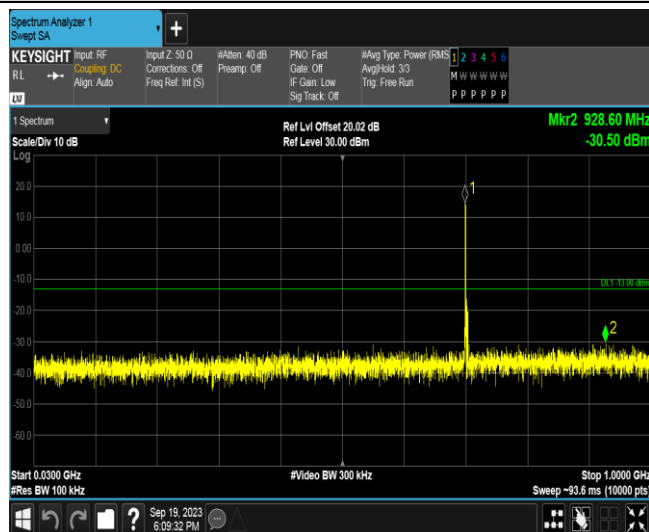 Spectrum Analyzer 1
Swept SA
+
KEYSIGHT Input: RF
RL
Coupling: DC
Align: Auto
LXI
Input Z: 50 Ω
Corrections: Off
Freq Ref: Int (S)
#Atten: 40 dB
Preamp: Off
PNO: Fast
Gate: Off
IF Gain: Low
Sig Track: Off
#Avg Type: Power (RMS
Avg|Hold: 3/3
Trig: Free Run
1 2 3 4 5 6
M W W W W W
P P P P P P
1 Spectrum
Scale/Div 10 dB
Ref Lvl Offset 20.02 dB
Ref Level 30.00 dBm
Mkr2 928.60 MHz
-30.50 dBm
Log
20.0
10.0
0.00
-10.0
-20.0
-30.0
-40.0
-50.0
-60.0
1
DL1 -13.00 dBm
2
Start 0.0300 GHz
#Res BW 100 kHz
#Video BW 300 kHz
Stop 1.0000 GHz
Sweep ~93.6 ms (10000 pts)
?
Sep 19, 2023
6:09:32 PM